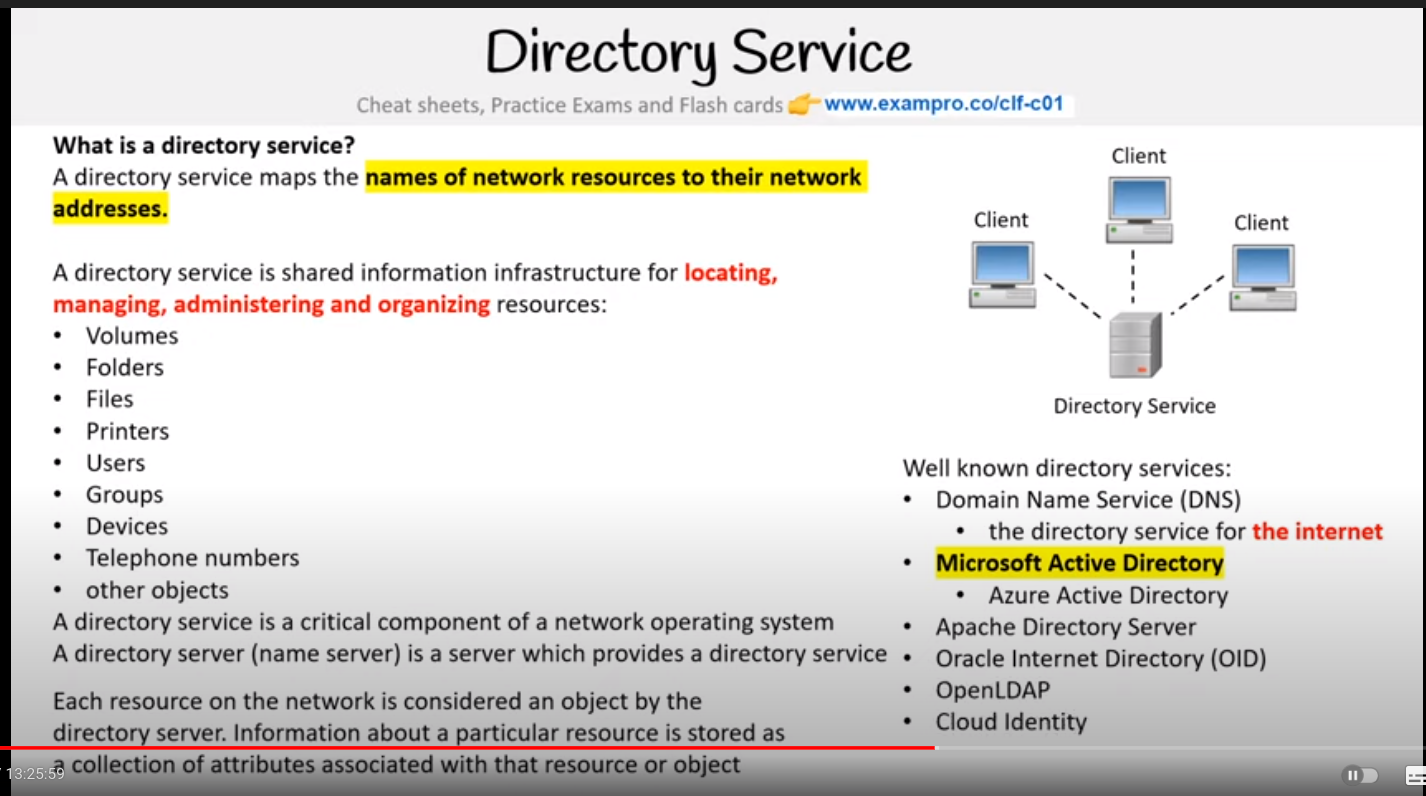 Directory Service
Cheat sheets, Practice Exams and Flash cards 👉 www.exampro.co/clf-c01
What is a directory service?
A directory service maps the names of network resources to their network
addresses.
A directory service is shared information infrastructure for locating,
managing, administering and organizing resources:
• Volumes
• Folders
• Files
• Printers
• Users
• Groups
• Devices
• Telephone numbers
• other objects
A directory service is a critical component of a network operating system
A directory server (name server) is a server which provides a directory service
Each resource on the network is considered an object by the
directory server. Information about a particular resource is stored as
a collection of attributes associated with that resource or object
Client
Client
Client
Directory Service
Well known directory services:
• Domain Name Service (DNS)
• the directory service for the internet
• Microsoft Active Directory
• Azure Active Directory
• Apache Directory Server
• Oracle Internet Directory (OID)
• OpenLDAP
• Cloud Identity
/ 13:25:59